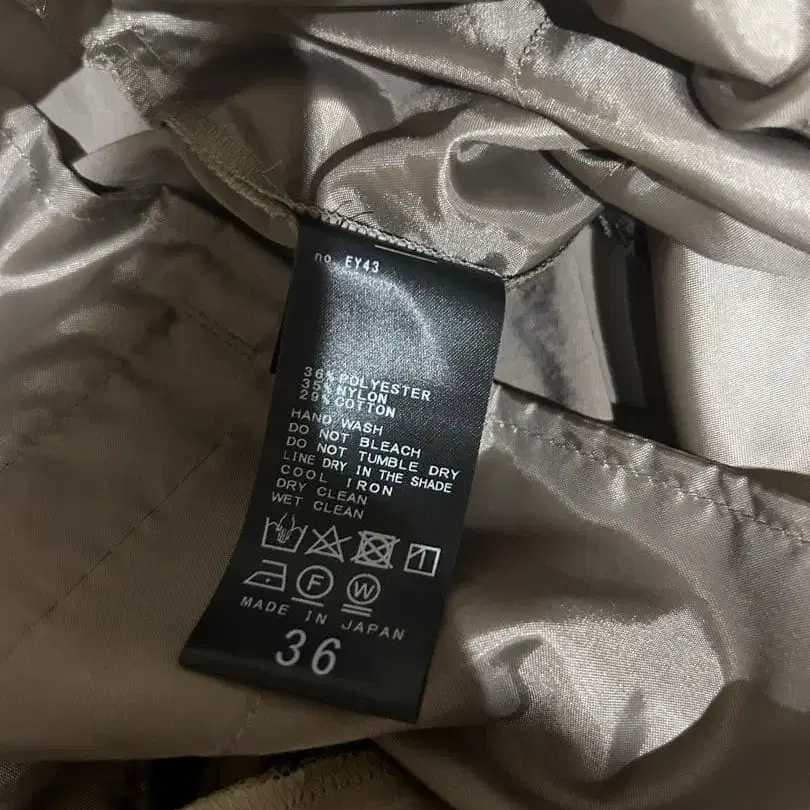 no. EY43
36% POLYESTER
35% NYLON
29% COTTON
HAND WASH
DO NOT BLEACH
DO NOT TUMBLE DRY
LINE DRY IN THE SHADE
COOL IRON
DRY CLEAN
WET CLEAN
F W
MADE IN JAPAN
36